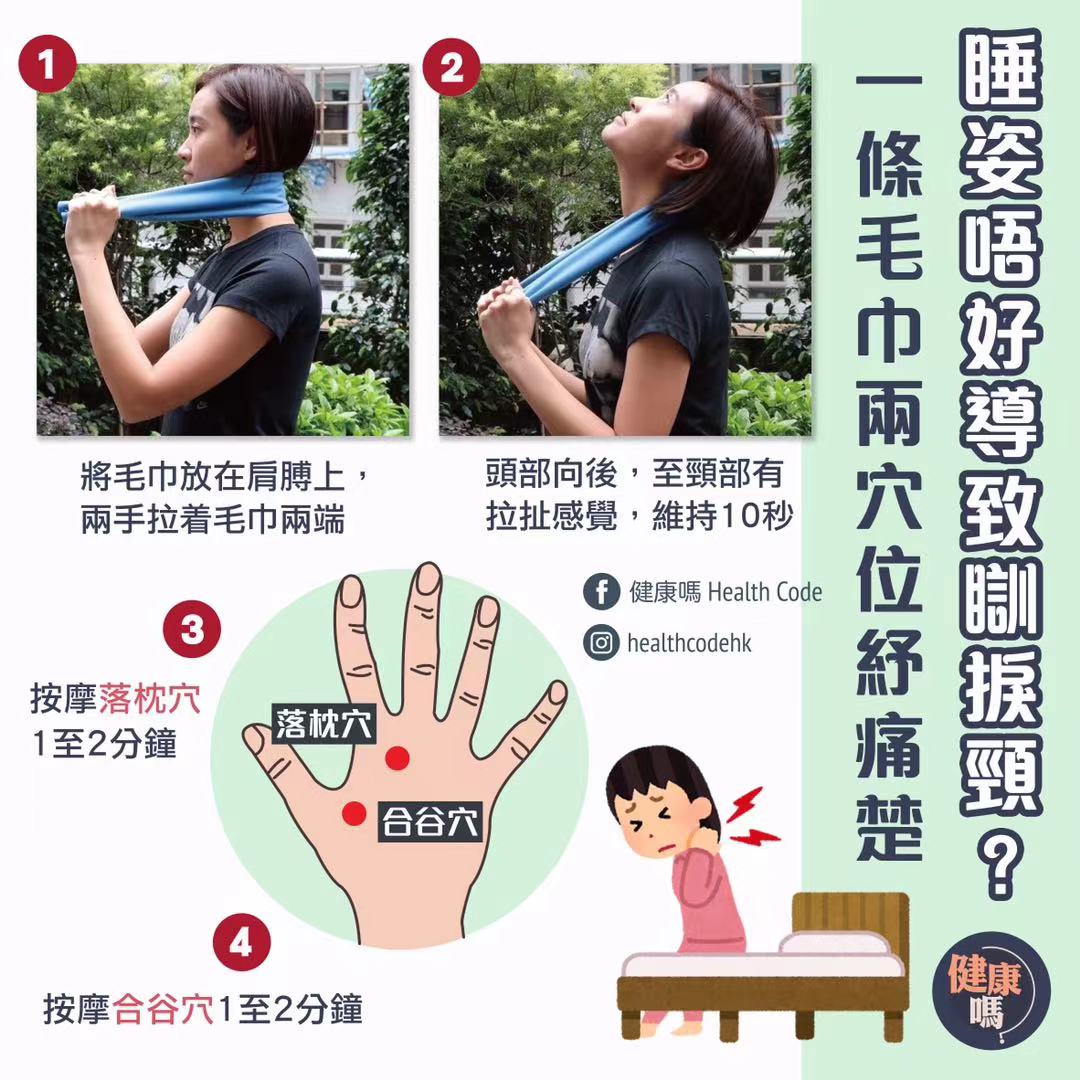 睡姿唔好導致瞓捩頸？
一條毛巾兩穴位紓痛楚
1
將毛巾放在肩膊上，
兩手拉着毛巾兩端
2
頭部向後，至頸部有
拉扯感覺，維持10秒
健康嗎 Health Code
healthcodehk
3
按摩落枕穴
1至2分鐘
落枕穴
合谷穴
4
按摩合谷穴1至2分鐘
健康
嗎?